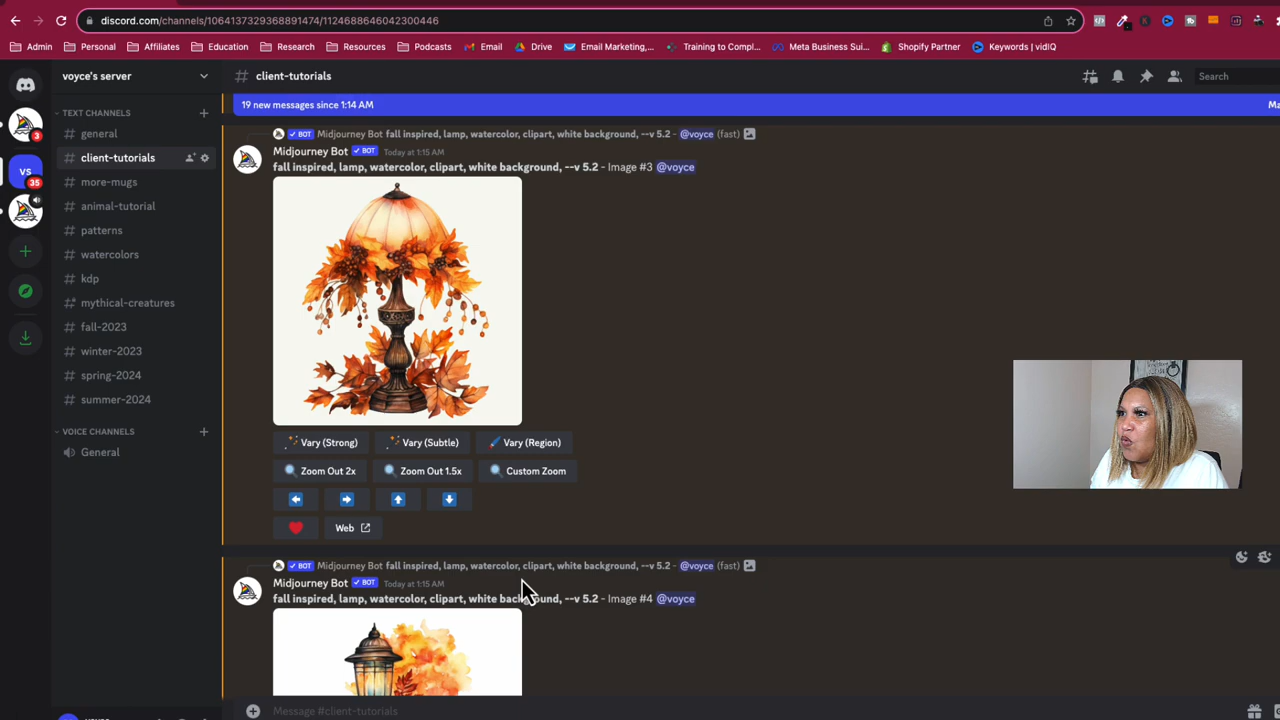 discord.com/channels/1064137329368891474/1124688646042300446
Admin Personal Affiliates Education Research Resources Podcasts Email Drive Email Marketing,... Training to Compl... Meta Business Sui... Shopify Partner Keywords | vidIQ
voyce's server
client-tutorials
Search
19 new messages since 1:14 AM
TEXT CHANNELS
general
client-tutorials
more-mugs
animal-tutorial
patterns
watercolors
kdp
mythical-creatures
fall-2023
winter-2023
spring-2024
summer-2024
VOICE CHANNELS
General
3
VS
35
BOT Midjourney Bot fall inspired, lamp, watercolor, clipart, white background, --v 5.2 - @voyce (fast)
Midjourney Bot BOT Today at 1:15 AM
fall inspired, lamp, watercolor, clipart, white background, --v 5.2 - Image #3 @voyce
Vary (Strong) Vary (Subtle) Vary (Region)
Zoom Out 2x Zoom Out 1.5x Custom Zoom
Web
BOT Midjourney Bot fall inspired, lamp, watercolor, clipart, white background, --v 5.2 - @voyce (fast)
Midjourney Bot BOT Today at 1:15 AM
fall inspired, lamp, watercolor, clipart, white background, --v 5.2 - Image #4 @voyce
Message #client-tutorials